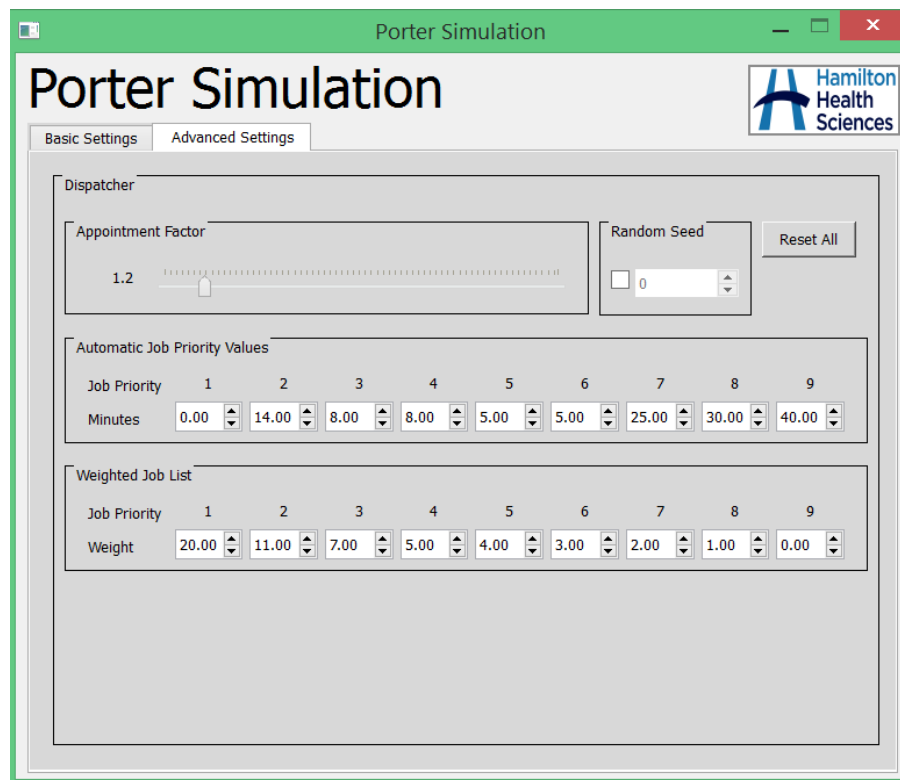 Porter Simulation
Porter Simulation
Hamilton
Health
Sciences
Basic Settings Advanced Settings
Dispatcher
Appointment Factor
1.2
Random Seed
0
Reset All
Automatic Job Priority Values
Job Priority 1 2 3 4 5 6 7 8 9
Minutes 0.00 14.00 8.00 8.00 5.00 5.00 25.00 30.00 40.00
Weighted Job List
Job Priority 1 2 3 4 5 6 7 8 9
Weight 20.00 11.00 7.00 5.00 4.00 3.00 2.00 1.00 0.00